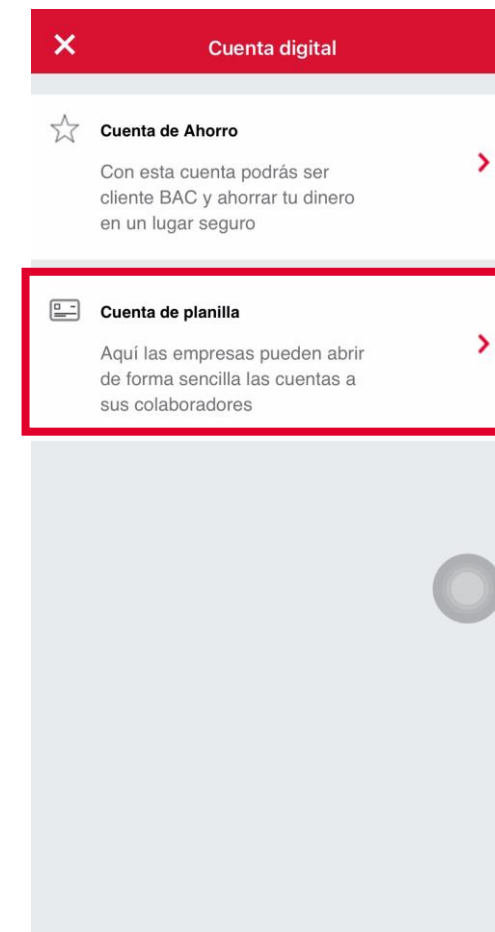 Cuenta digital
Cuenta de Ahorro
Con esta cuenta podrás ser
cliente BAC y ahorrar tu dinero
en un lugar seguro
Cuenta de planilla
Aquí las empresas pueden abrir
de forma sencilla las cuentas a
sus colaboradores